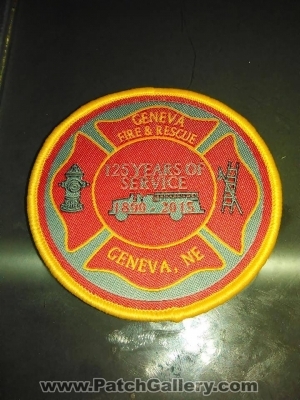 GENEVA
FIRE & RESCUE
125 YEARS OF
SERVICE
1890 - 2015
GENEVA, NE
www.PatchGallery.com